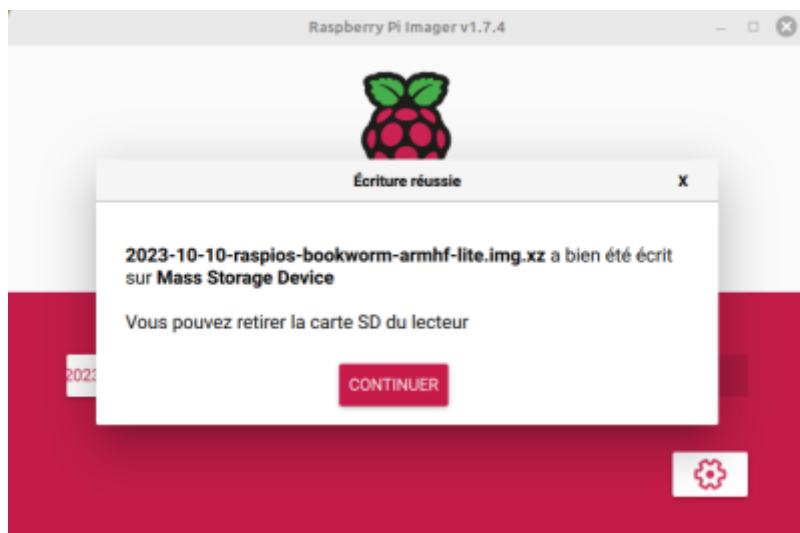 Raspberry Pi Imager v1.7.4
Écriture réussie
X
2023-10-10-raspios-bookworm-armhf-lite.img.xz a bien été écrit
sur Mass Storage Device
Vous pouvez retirer la carte SD du lecteur
2023
CONTINUER